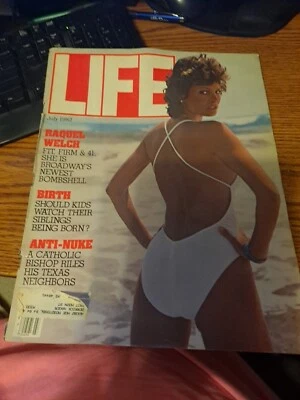 LIFE
July 1982
RAQUEL
WELCH
FIT, FIRM & 41,
SHE IS
BROADWAY'S
NEWEST
BOMBSHELL
BIRTH
SHOULD KIDS
WATCH THEIR
SIBLINGS
BEING BORN?
ANTI-NUKE
A CATHOLIC
BISHOP RILES
HIS TEXAS
NEIGHBORS